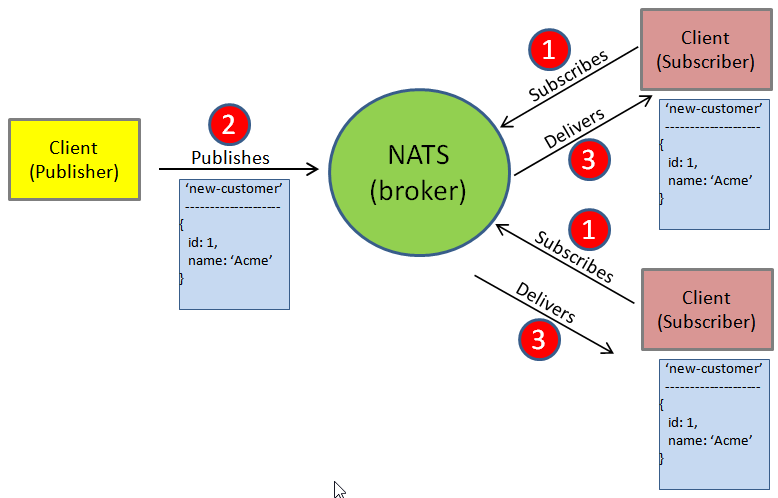 Client
(Publisher)
2
Publishes
'new-customer'
--------------------
{
id: 1,
name: 'Acme'
}
NATS
(broker)
1
Subscribes
Delivers
3
Client
(Subscriber)
'new-customer'
--------------------
{
id: 1,
name: 'Acme'
}
1
Subscribes
Delivers
3
Client
(Subscriber)
'new-customer'
--------------------
{
id: 1,
name: 'Acme'
}